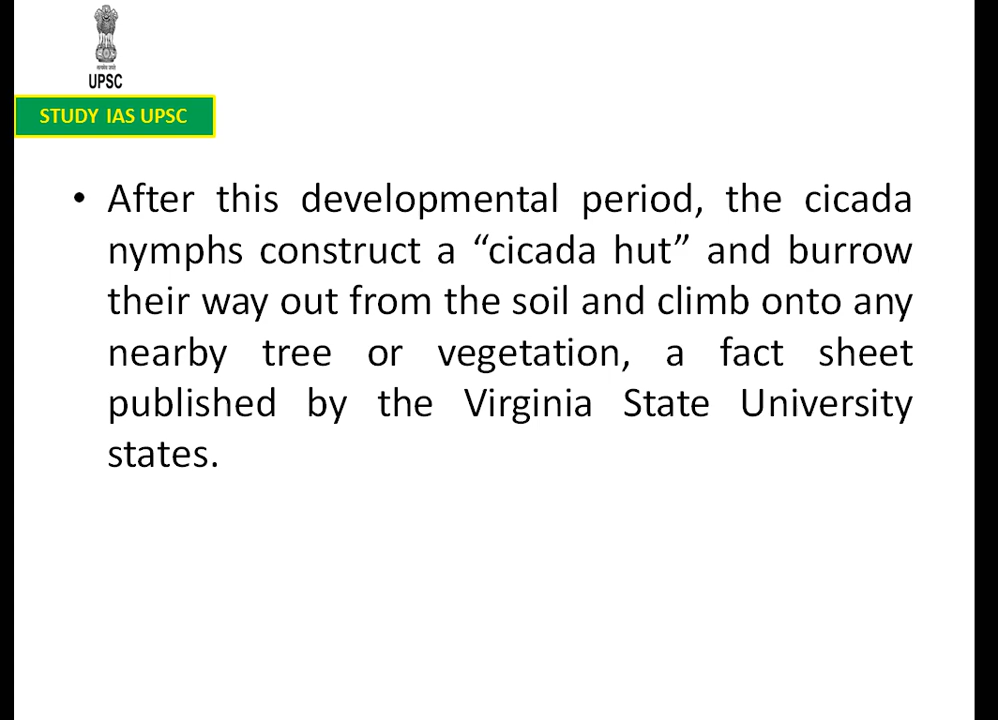 UPSC
STUDY IAS UPSC
• After this developmental period, the cicada
nymphs construct a “cicada hut” and burrow
their way out from the soil and climb onto any
nearby tree or vegetation, a fact sheet
published by the Virginia State University
states.